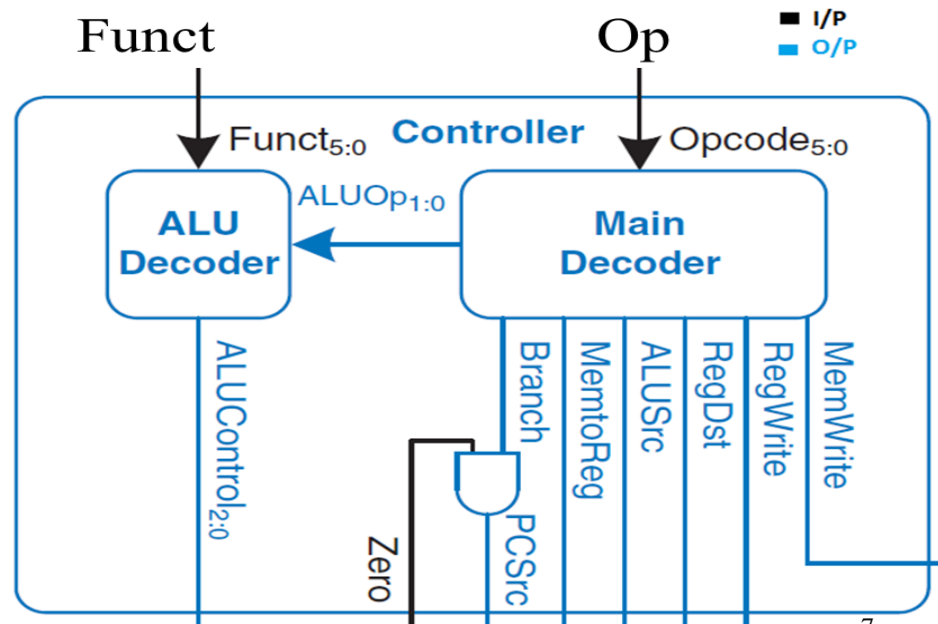 Funct
Op
I/P
O/P
Funct5:0
Controller
Opcode5:0
ALUOp1:0
ALU
Decoder
Main
Decoder
ALUControl2:0
Branch
MemtoReg
ALUSrc
RegDst
RegWrite
MemWrite
Zero
PCSrc
7